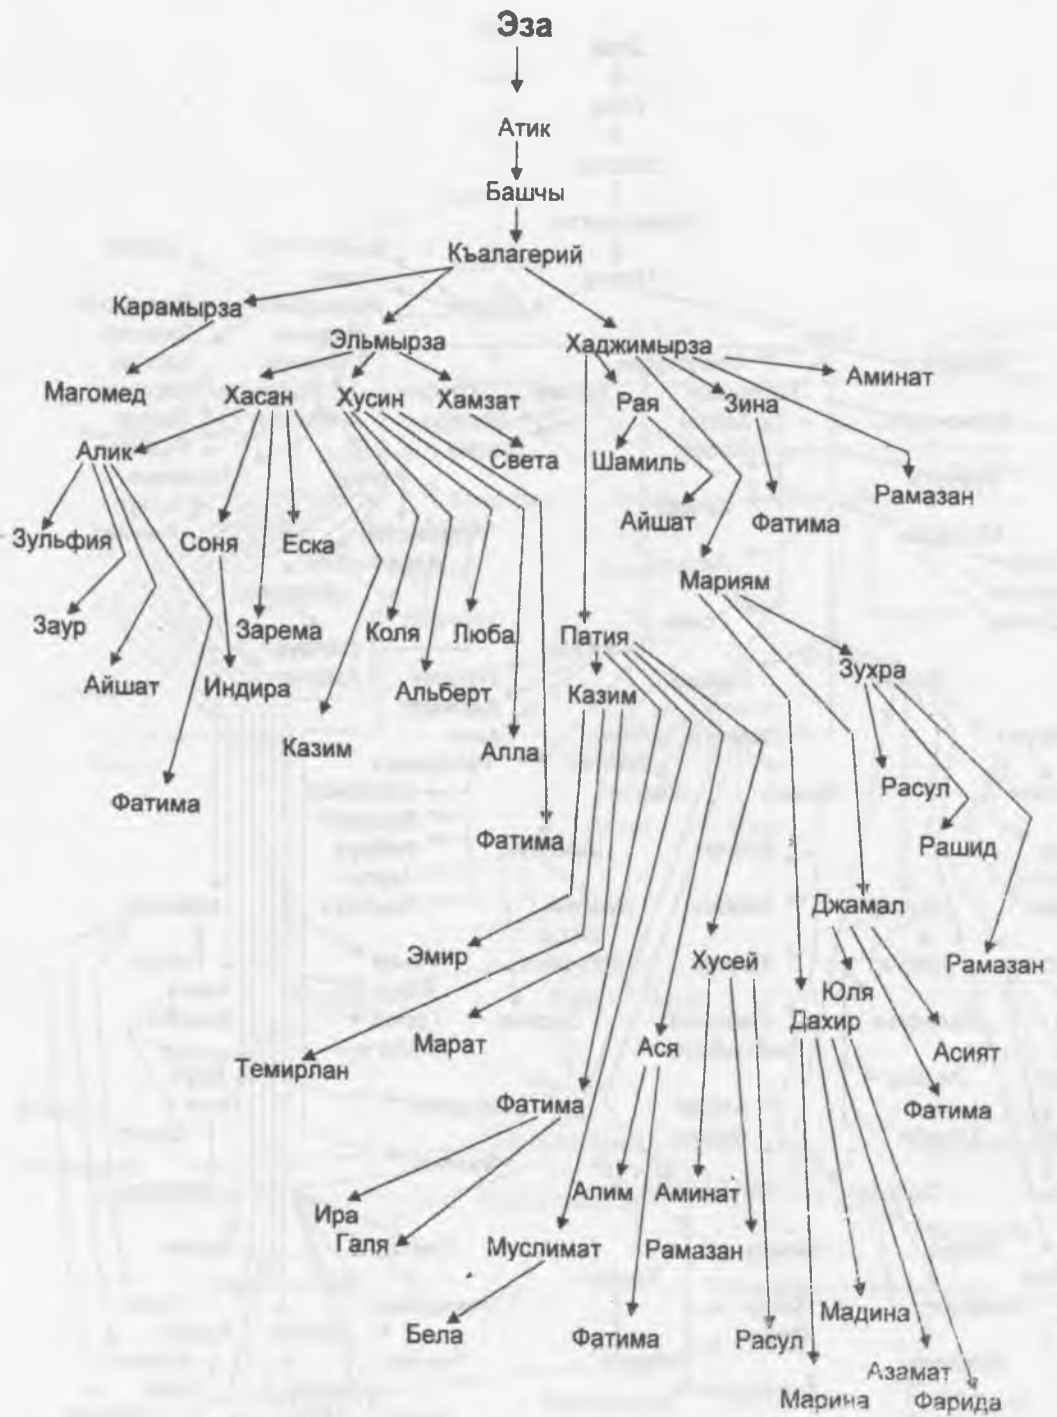 Эза
Атик
Башчы
Къалагерий
Карамырза
Эльмырза Хаджимырза
Магомед Хасан Хусин Хамзат Рая Зина Аминат
Алик Света Шамиль Рамазан
Зульфия Соня Еска Айшат Фатима
Мариям
Заур Зарема Коля Люба Патия
Зухра
Айшат Индира Альберт Казим
Казим Алла
Фатима Расул
Фатима Рашид
Джамал
Эмир Хусей Рамазан
Юля
Дахир
Темирлан Марат Ася Асият
Фатима Фатима
Ира Алим Аминат
Галя Муслимат Рамазан
Бела Фатима Расул Мадина
Азамат
Марина Фарида